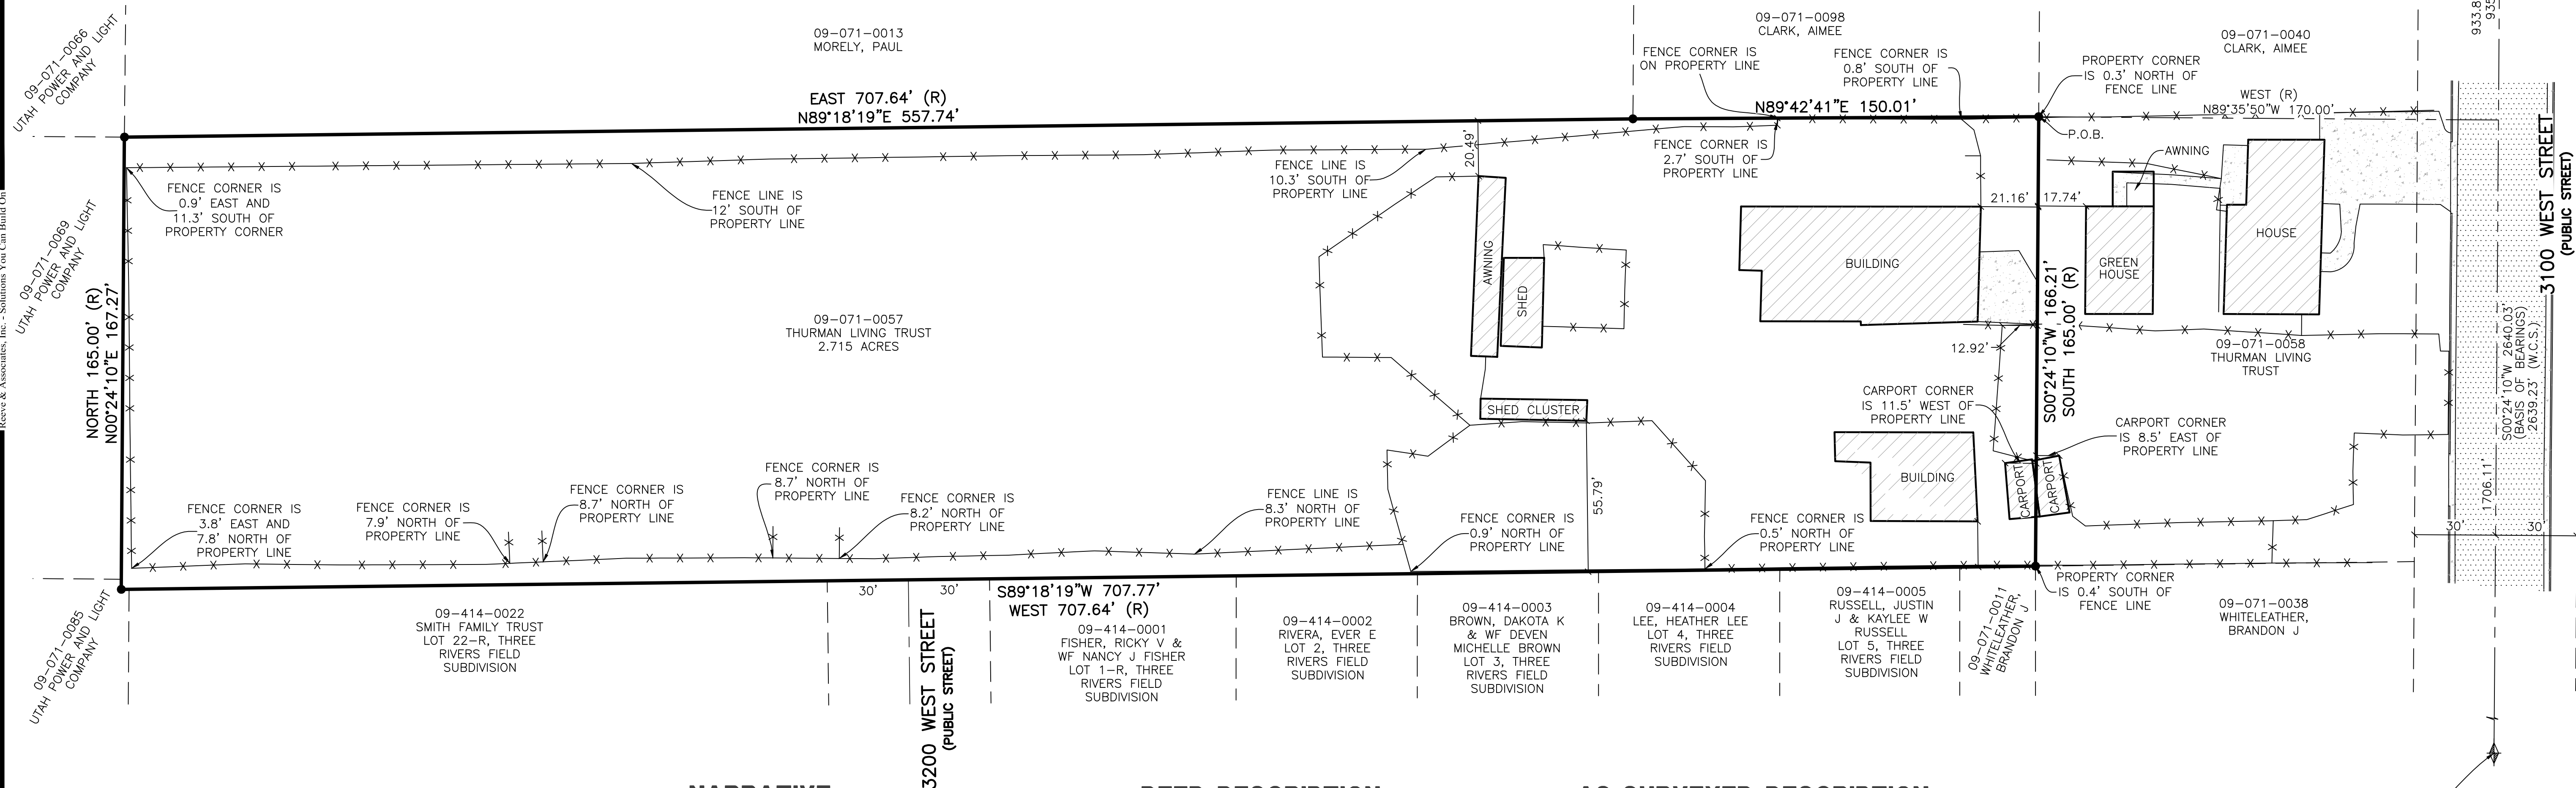 09-071-0066
UTAH POWER AND LIGHT
COMPANY
09-071-0013
MORELY, PAUL
09-071-0098
CLARK, AIMEE
09-071-0040
CLARK, AIMEE
933.8
935
FENCE CORNER IS
ON PROPERTY LINE
FENCE CORNER IS
0.8' SOUTH OF
PROPERTY LINE
PROPERTY CORNER
IS 0.3' NORTH OF
FENCE LINE
EAST 707.64' (R)
N89°18'19"E 557.74'
N89°42'41"E 150.01'
WEST (R)
N89°35'50"W 170.00'
P.O.B.
AWNING
20.49'
FENCE CORNER IS
2.7' SOUTH OF
PROPERTY LINE
FENCE LINE IS
10.3' SOUTH OF
PROPERTY LINE
FENCE LINE IS
12' SOUTH OF
PROPERTY LINE
FENCE CORNER IS
0.9' EAST AND
11.3' SOUTH OF
PROPERTY CORNER
Reeve & Associates, Inc. - Solutions You Can Build On
09-071-0069
UTAH POWER AND LIGHT
COMPANY
NORTH 165.00' (R)
N00°24'10"E 167.27'
09-071-0057
THURMAN LIVING TRUST
2.715 ACRES
AWNING
SHED
BUILDING
21.16'
17.74'
GREEN
HOUSE
HOUSE
3100 WEST STREET
(PUBLIC STREET)
S00°24'10"W 166.21'
SOUTH 165.00' (R)
12.92'
09-071-0058
THURMAN LIVING
TRUST
S00°24'10"W 2640.03'
(BASIS OF BEARINGS)
2639.23' (W.C.S.)
SHED CLUSTER
CARPORT CORNER
IS 11.5' WEST OF
PROPERTY LINE
CARPORT CORNER
IS 8.5' EAST OF
PROPERTY LINE
BUILDING
CARPORT
CARPORT
55.79'
1706.11'
30'
30'
FENCE CORNER IS
3.8' EAST AND
7.8' NORTH OF
PROPERTY LINE
FENCE CORNER IS
7.9' NORTH OF
PROPERTY LINE
FENCE CORNER IS
8.7' NORTH OF
PROPERTY LINE
FENCE CORNER IS
8.7' NORTH OF
PROPERTY LINE
FENCE CORNER IS
8.2' NORTH OF
PROPERTY LINE
FENCE LINE IS
8.3' NORTH OF
PROPERTY LINE
FENCE CORNER IS
0.9' NORTH OF
PROPERTY LINE
FENCE CORNER IS
0.5' NORTH OF
PROPERTY LINE
PROPERTY CORNER
IS 0.4' SOUTH OF
FENCE LINE
09-071-0085
UTAH POWER AND LIGHT
COMPANY
09-414-0022
SMITH FAMILY TRUST
LOT 22-R, THREE
RIVERS FIELD
SUBDIVISION
30'
30'
3200 WEST STREET
(PUBLIC STREET)
S89°18'19"W 707.77'
WEST 707.64' (R)
09-414-0001
FISHER, RICKY V &
WF NANCY J FISHER
LOT 1-R, THREE
RIVERS FIELD
SUBDIVISION
09-414-0002
RIVERA, EVER E
LOT 2, THREE
RIVERS FIELD
SUBDIVISION
09-414-0003
BROWN, DAKOTA K
& WF DEVEN
MICHELLE BROWN
LOT 3, THREE
RIVERS FIELD
SUBDIVISION
09-414-0004
LEE, HEATHER LEE
LOT 4, THREE
RIVERS FIELD
SUBDIVISION
09-414-0005
RUSSELL, JUSTIN
J & KAYLEE W
RUSSELL
LOT 5, THREE
RIVERS FIELD
SUBDIVISION
09-071-0011
WHITELEATHER,
BRANDON J
09-071-0038
WHITELEATHER,
BRANDON J
NARRATIVE
DEED DESCRIPTION
AS-SURVEYED DESCRIPTION